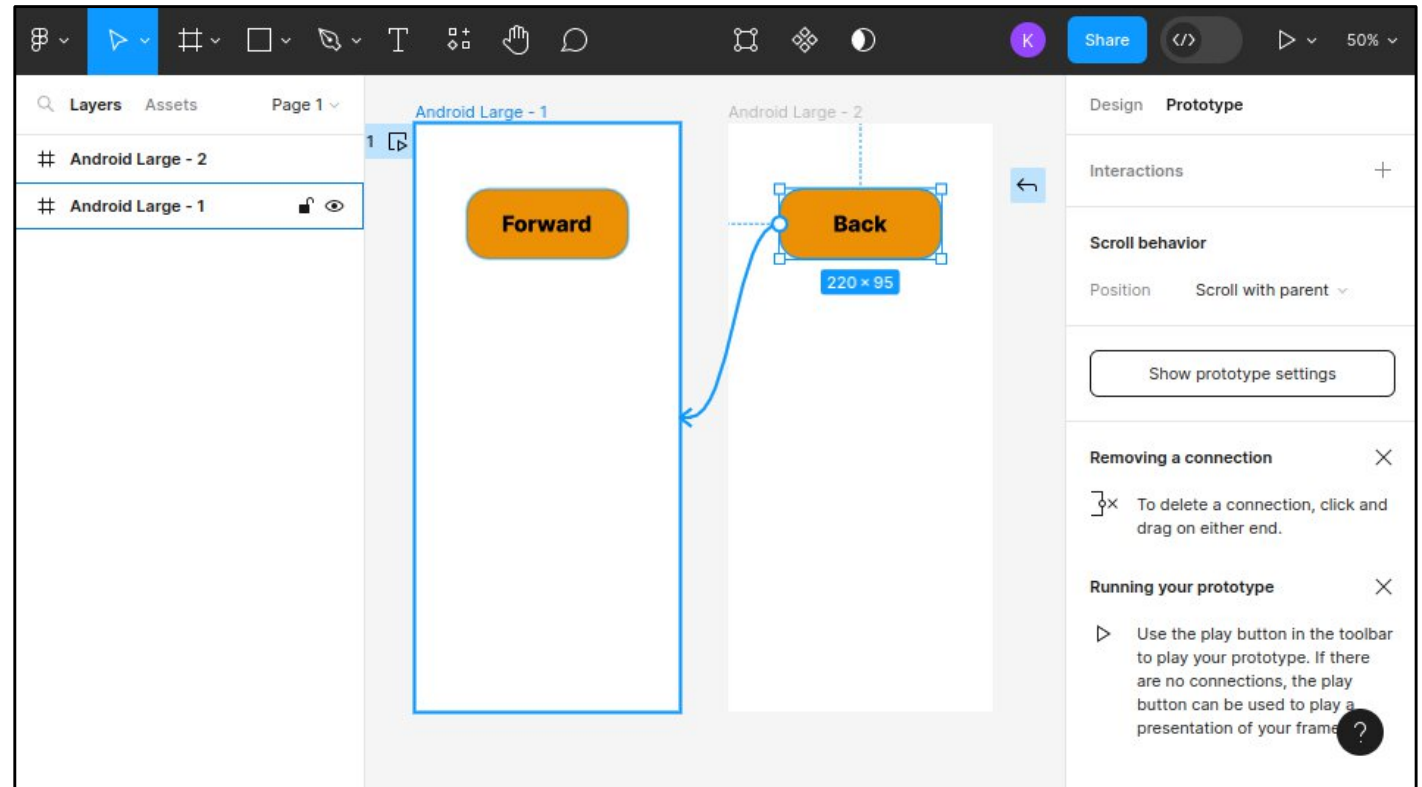 K
Share
50%
Layers Assets Page 1
Android Large - 2
Android Large - 1
1
Android Large - 1
Android Large - 2
Forward
Back
220 × 95
Design Prototype
Interactions
Scroll behavior
Position Scroll with parent
Show prototype settings
Removing a connection
To delete a connection, click and
drag on either end.
Running your prototype
Use the play button in the toolbar
to play your prototype. If there
are no connections, the play
button can be used to play a
presentation of your frame
?